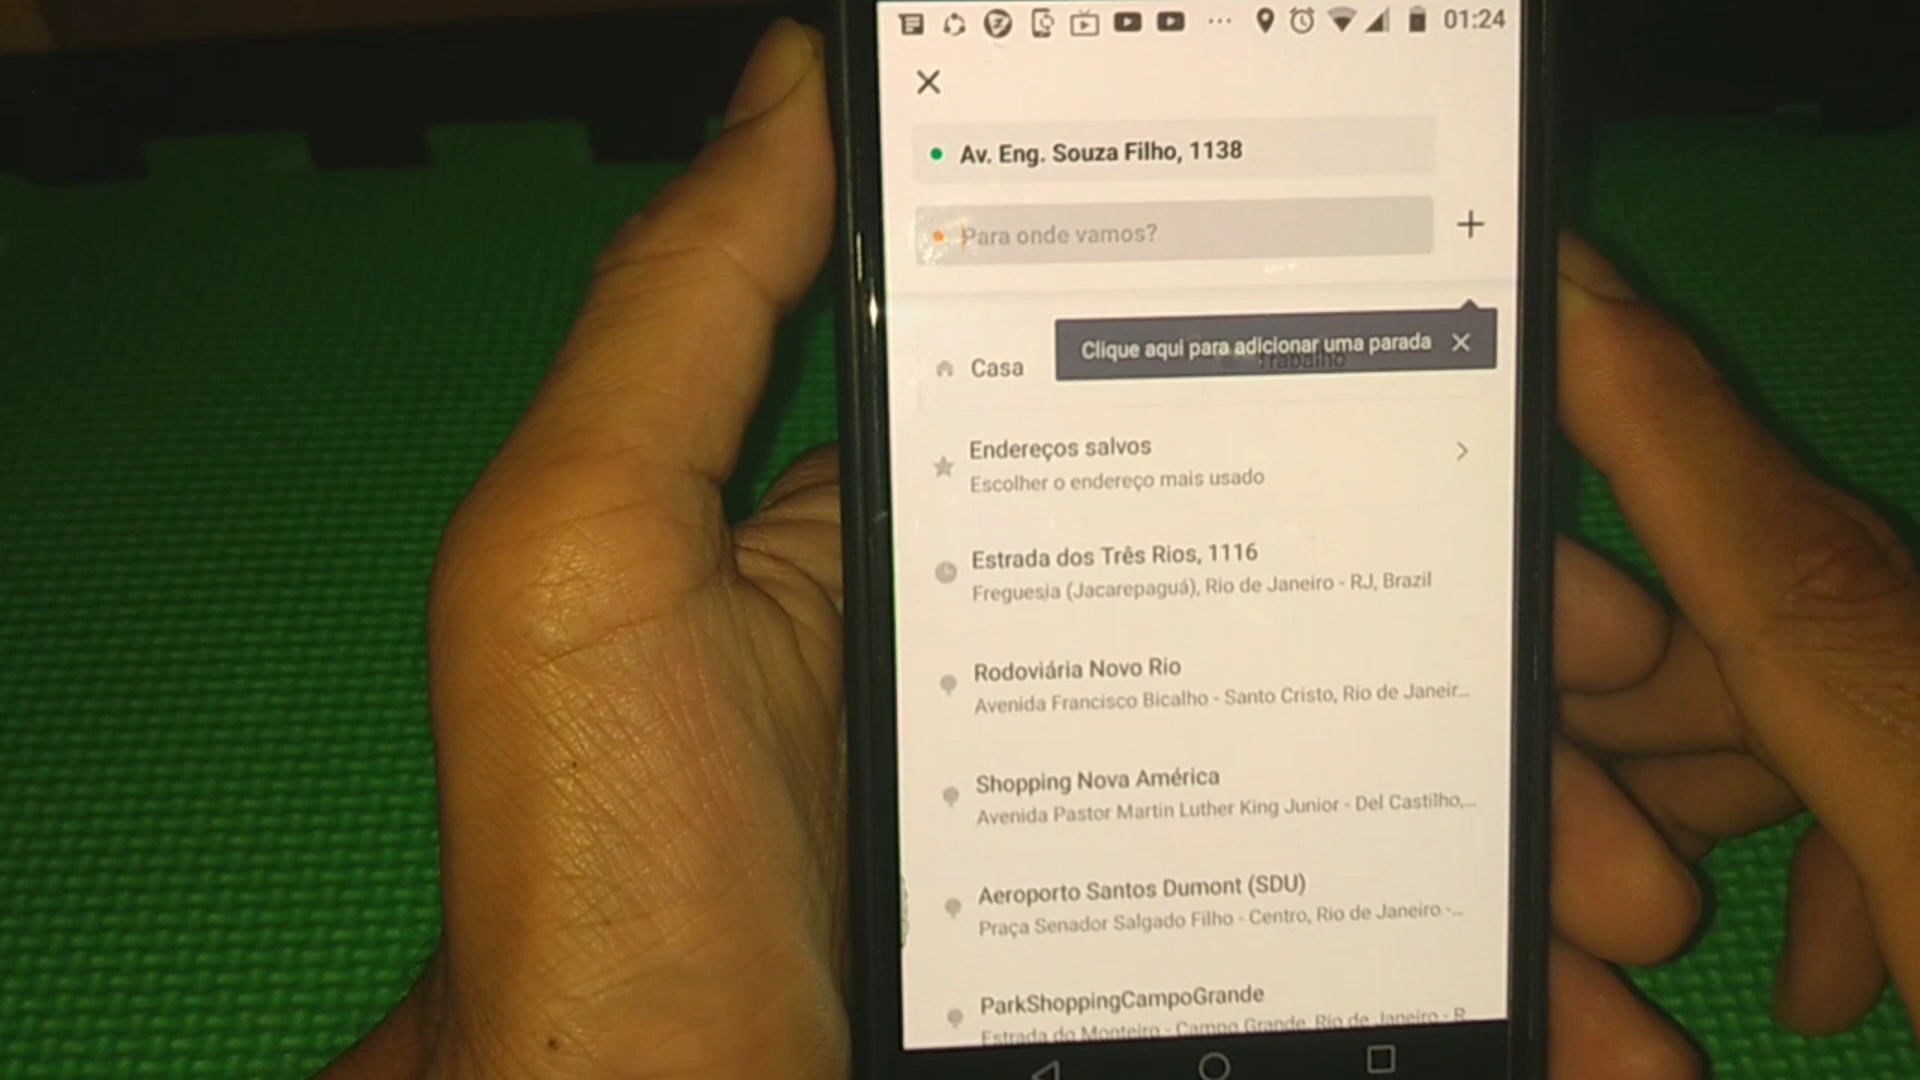 01:24
Av. Eng. Souza Filho, 1138
Para onde vamos?
Clique aqui para adicionar uma parada
Casa
Trabalho
Endereços salvos
Escolher o endereço mais usado
Estrada dos Três Rios, 1116
Freguesia (Jacarepaguá), Rio de Janeiro - RJ, Brazil
Rodoviária Novo Rio
Avenida Francisco Bicalho - Santo Cristo, Rio de Janeir...
Shopping Nova América
Avenida Pastor Martin Luther King Junior - Del Castilho,...
Aeroporto Santos Dumont (SDU)
Praça Senador Salgado Filho - Centro, Rio de Janeiro -...
ParkShoppingCampoGrande
Estrada do Monteiro - Campo Grande, Rio de Janeiro - R